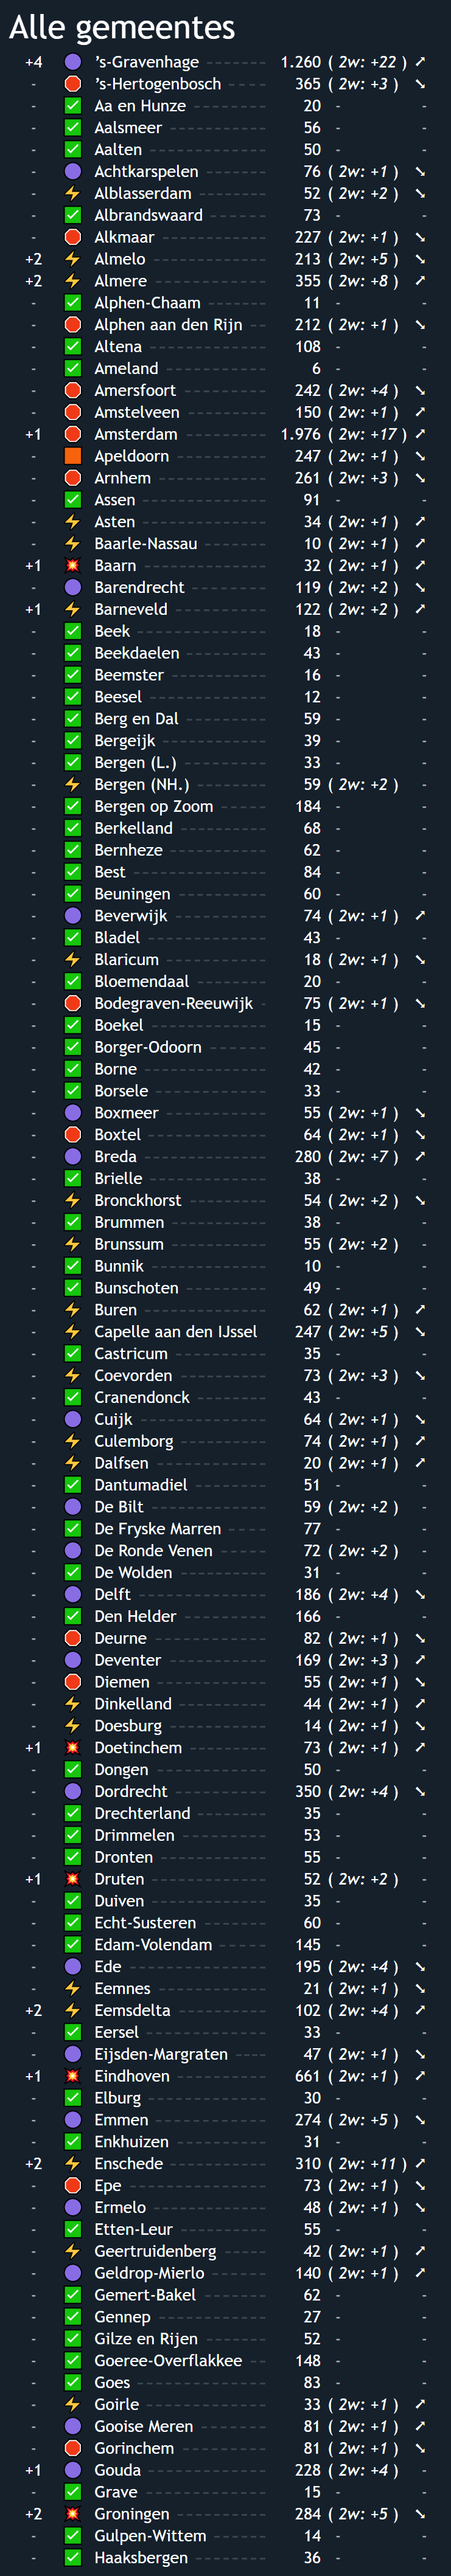 Alle gemeentes
+4 's-Gravenhage 1.260 ( 2w: +22 ) ↗
- 's-Hertogenbosch 365 ( 2w: +3 ) ↘
- Aa en Hunze 20 - -
- Aalsmeer 56 - -
- Aalten 50 - -
- Achtkarspelen 76 ( 2w: +1 ) ↘
- Alblasserdam 52 ( 2w: +2 ) ↘
- Albrandswaard 73 - -
- Alkmaar 227 ( 2w: +1 ) ↘
+2 Almelo 213 ( 2w: +5 ) ↘
+2 Almere 355 ( 2w: +8 ) ↗
- Alphen-Chaam 11 - -
- Alphen aan den Rijn 212 ( 2w: +1 ) ↘
- Altena 108 - -
- Ameland 6 - -
- Amersfoort 242 ( 2w: +4 ) ↘
- Amstelveen 150 ( 2w: +1 ) ↗
+1 Amsterdam 1.976 ( 2w: +17 ) ↗
- Apeldoorn 247 ( 2w: +1 ) ↘
- Arnhem 261 ( 2w: +3 ) ↘
- Assen 91 - -
- Asten 34 ( 2w: +1 ) ↗
- Baarle-Nassau 10 ( 2w: +1 ) ↗
+1 Baarn 32 ( 2w: +1 ) ↗
- Barendrecht 119 ( 2w: +2 ) ↘
+1 Barneveld 122 ( 2w: +2 ) ↗
- Beek 18 - -
- Beekdaelen 43 - -
- Beemster 16 - -
- Beesel 12 - -
- Berg en Dal 59 - -
- Bergeijk 39 - -
- Bergen (L.) 33 - -
- Bergen (NH.) 59 ( 2w: +2 ) -
- Bergen op Zoom 184 - -
- Berkelland 68 - -
- Bernheze 62 - -
- Best 84 - -
- Beuningen 60 - -
- Beverwijk 74 ( 2w: +1 ) ↗
- Bladel 43 - -
- Blaricum 18 ( 2w: +1 ) ↘
- Bloemendaal 20 - -
- Bodegraven-Reeuwijk 75 ( 2w: +1 ) ↘
- Boekel 15 - -
- Borger-Odoorn 45 - -
- Borne 42 - -
- Borsele 33 - -
- Boxmeer 55 ( 2w: +1 ) ↘
- Boxtel 64 ( 2w: +1 ) ↘
- Breda 280 ( 2w: +7 ) ↗
- Brielle 38 - -
- Bronckhorst 54 ( 2w: +2 ) ↘
- Brummen 38 - -
- Brunssum 55 ( 2w: +2 ) -
- Bunnik 10 - -
- Bunschoten 49 - -
- Buren 62 ( 2w: +1 ) ↗
- Capelle aan den IJssel 247 ( 2w: +5 ) ↘
- Castricum 35 - -
- Coevorden 73 ( 2w: +3 ) ↘
- Cranendonck 43 - -
- Cuijk 64 ( 2w: +1 ) ↘
- Culemborg 74 ( 2w: +1 ) ↗
- Dalfsen 20 ( 2w: +1 ) ↗
- Dantumadiel 51 - -
- De Bilt 59 ( 2w: +2 ) -
- De Fryske Marren 77 - -
- De Ronde Venen 72 ( 2w: +2 ) -
- De Wolden 31 - -
- Delft 186 ( 2w: +4 ) ↘
- Den Helder 166 - -
- Deurne 82 ( 2w: +1 ) ↘
- Deventer 169 ( 2w: +3 ) ↗
- Diemen 55 ( 2w: +1 ) ↘
- Dinkelland 44 ( 2w: +1 ) ↗
- Doesburg 14 ( 2w: +1 ) ↘
+1 Doetinchem 73 ( 2w: +1 ) ↗
- Dongen 50 - -
- Dordrecht 350 ( 2w: +4 ) ↘
- Drechterland 35 - -
- Drimmelen 53 - -
- Dronten 55 - -
+1 Druten 52 ( 2w: +2 ) -
- Duiven 35 - -
- Echt-Susteren 60 - -
- Edam-Volendam 145 - -
- Ede 195 ( 2w: +4 ) ↘
- Eemnes 21 ( 2w: +1 ) ↘
+2 Eemsdelta 102 ( 2w: +4 ) ↗
- Eersel 33 - -
- Eijsden-Margraten 47 ( 2w: +1 ) ↘
+1 Eindhoven 661 ( 2w: +1 ) ↗
- Elburg 30 - -
- Emmen 274 ( 2w: +5 ) ↘
- Enkhuizen 31 - -
+2 Enschede 310 ( 2w: +11 ) ↗
- Epe 73 ( 2w: +1 ) ↘
- Ermelo 48 ( 2w: +1 ) ↘
- Etten-Leur 55 - -
- Geertruidenberg 42 ( 2w: +1 ) ↗
- Geldrop-Mierlo 140 ( 2w: +1 ) ↗
- Gemert-Bakel 62 - -
- Gennep 27 - -
- Gilze en Rijen 52 - -
- Goeree-Overflakkee 148 - -
- Goes 83 - -
- Goirle 33 ( 2w: +1 ) ↗
- Gooise Meren 81 ( 2w: +1 ) ↗
- Gorinchem 81 ( 2w: +1 ) ↘
+1 Gouda 228 ( 2w: +4 ) -
- Grave 15 - -
+2 Groningen 284 ( 2w: +5 ) ↘
- Gulpen-Wittem 14 - -
- Haaksbergen 36 - -